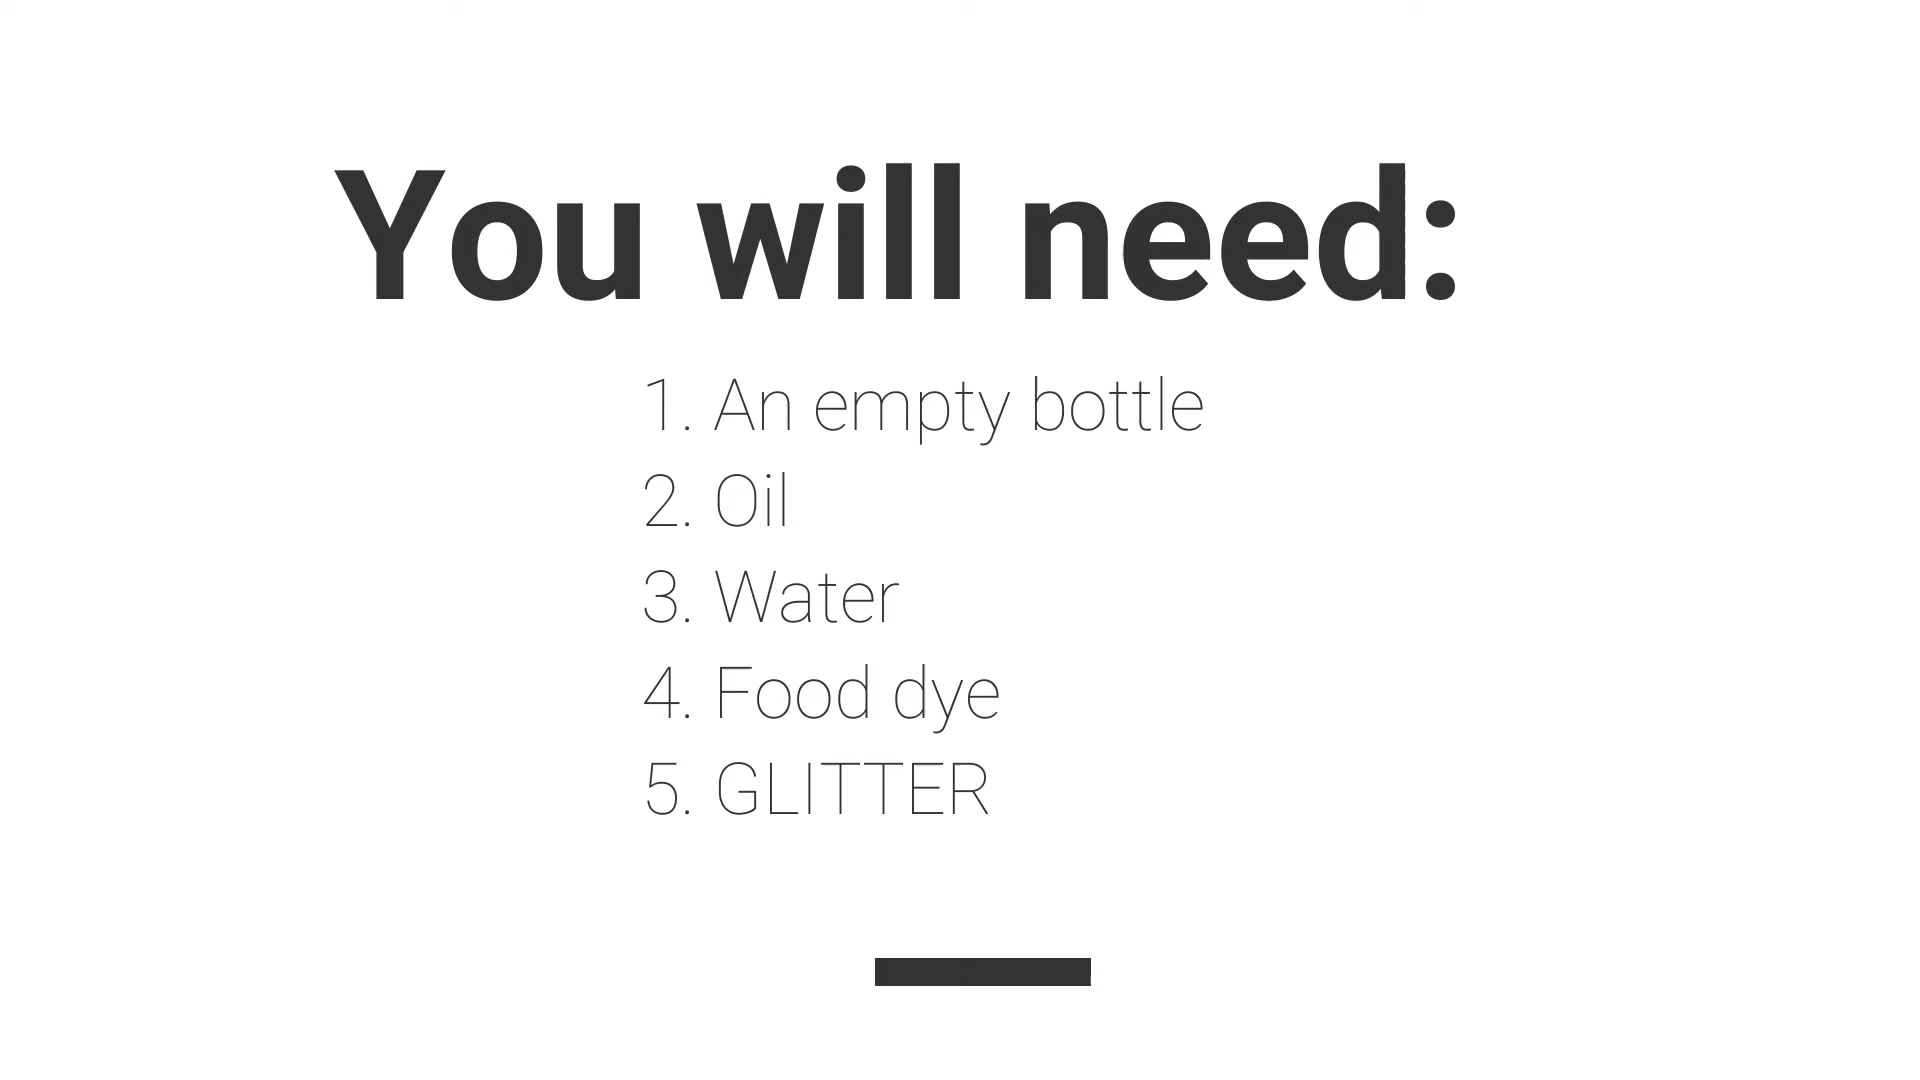 You will need:
1. An empty bottle
2. Oil
3. Water
4. Food dye
5. GLITTER